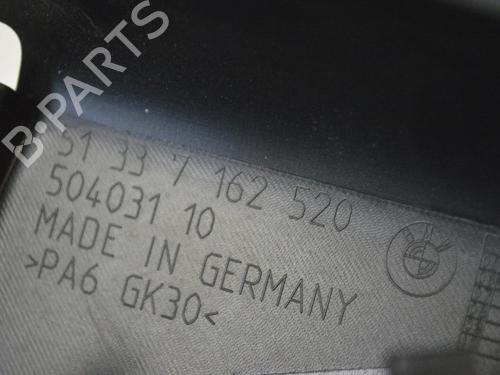 B-PARTS
51 33 7 162 520
504031 10
MADE IN GERMANY
>PA6 GK30<